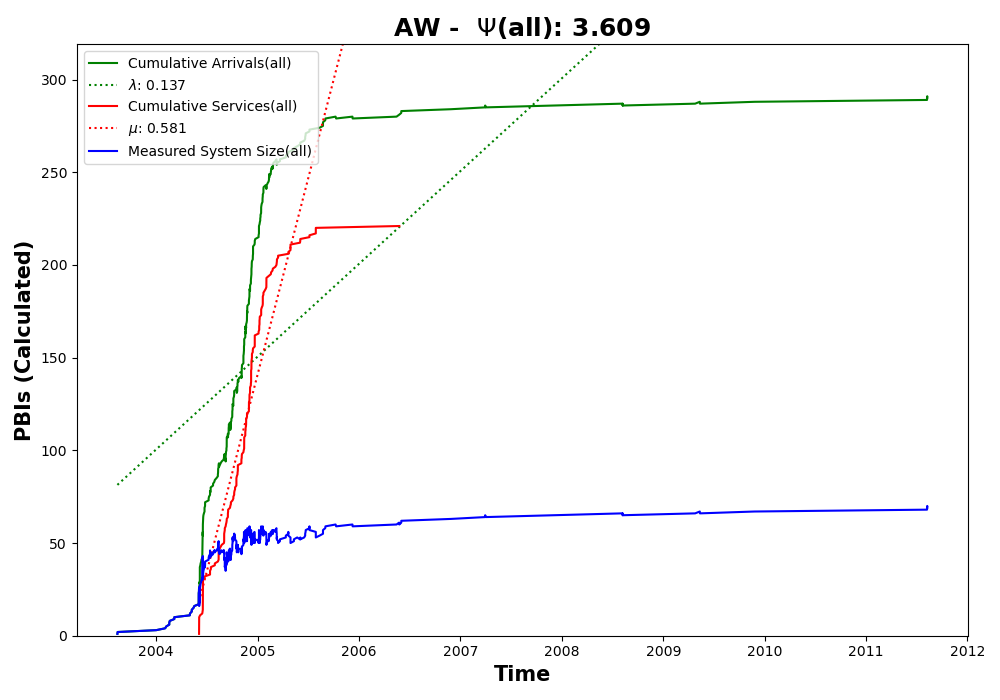 AW -  Ψ(all): 3.609
Cumulative Arrivals(all)
λ: 0.137
Cumulative Services(all)
μ: 0.581
Measured System Size(all)
PBIs (Calculated)
300
250
200
150
100
50
0
2004 2005 2006 2007 2008 2009 2010 2011 2012
Time